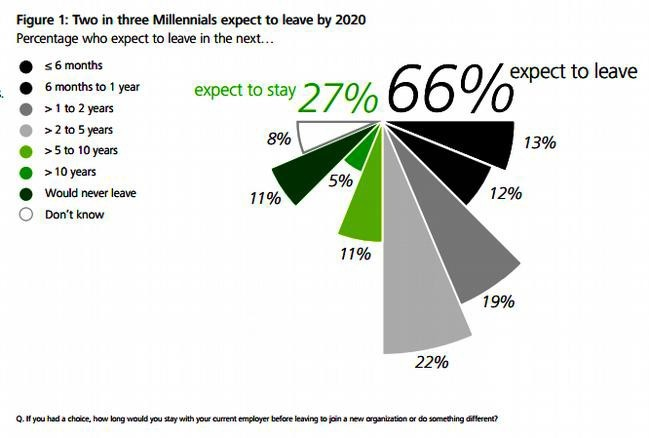 Figure 1: Two in three Millennials expect to leave by 2020
Percentage who expect to leave in the next…
≤ 6 months
6 months to 1 year
> 1 to 2 years
> 2 to 5 years
> 5 to 10 years
> 10 years
Would never leave
Don't know
expect to stay 27% 66% expect to leave
13%
12%
19%
22%
11%
5%
11%
8%
Q. If you had a choice, how long would you stay with your current employer before leaving to join a new organization or do something different?